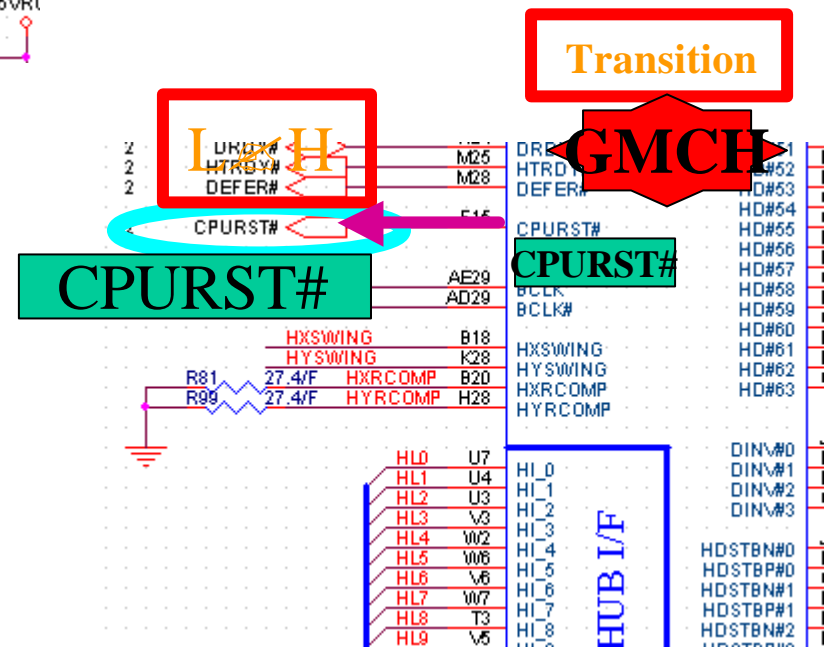 Transition
L H
GMCH
2 DRDY#
2 HTRDY# M25 HTRDY HD#52
2 DEFER# M28 DEFER# HD#53
HD#54
CPURST# CPURST# HD#55
HD#56
CPURST# CPURST# HD#57
AE29 BCLK HD#58
AD29 BCLK# HD#59
HD#60
HXSWING B18 HXSWING HD#61
HYSWING K28 HYSWING HD#62
R81 27.4/F HXRCOMP B20 HXRCOMP HD#63
R99 27.4/F HYRCOMP H28 HYRCOMP
DINV#0
HL0 U7 HI_0 DINV#1
HL1 U4 HI_1 DINV#2
HL2 U3 HI_2 DINV#3
HL3 V3 HI_3
HL4 W2 HI_4 HDSTBN#0
HL5 W6 HI_5 HDSTBP#0
HL6 V6 HI_6 HDSTBN#1
HL7 W7 HI_7 HDSTBP#1
HL8 T3 HI_8 HDSTBN#2
HL9 V5
HUB I/F